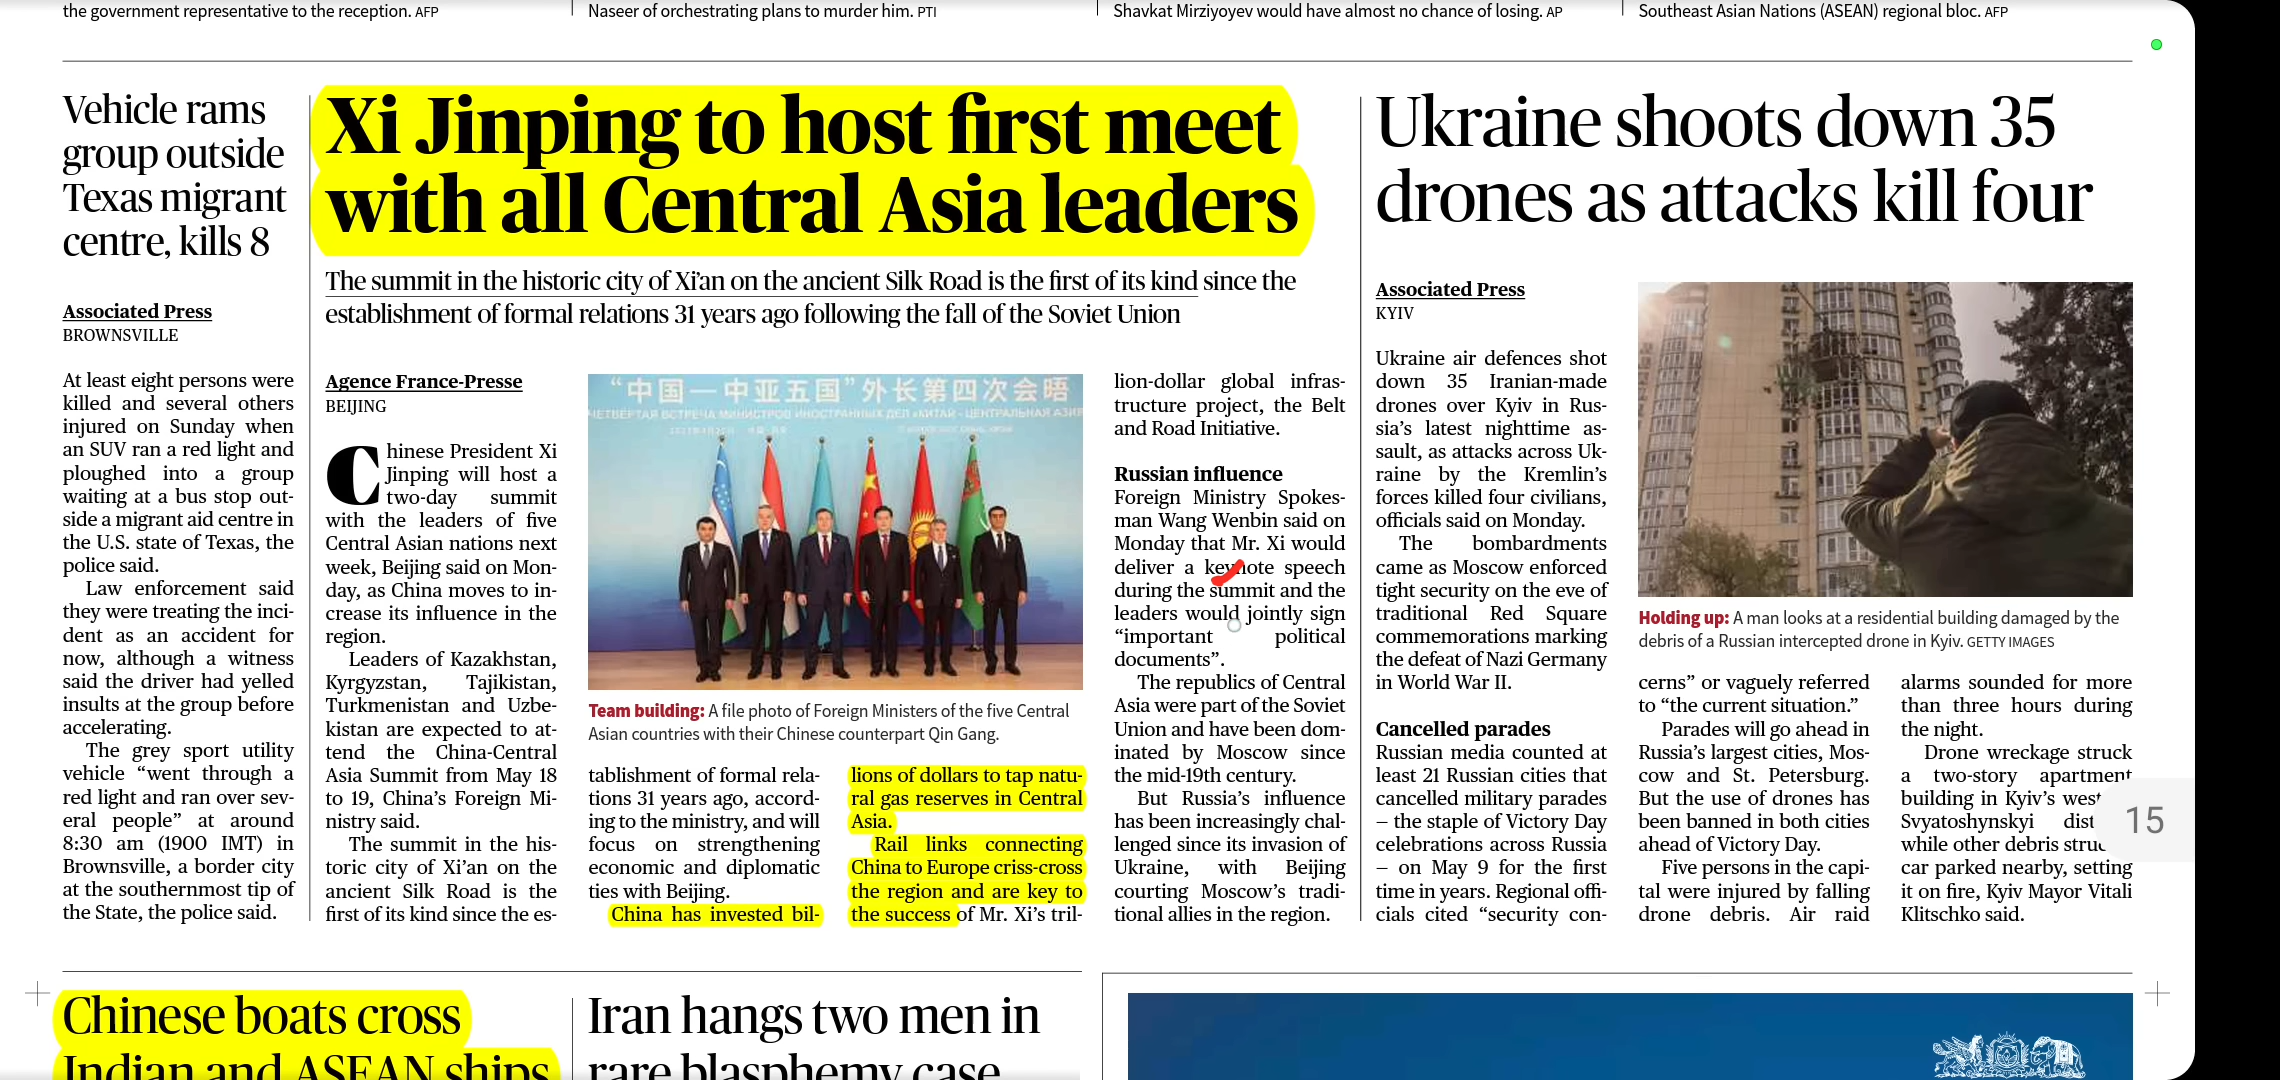 the government representative to the reception. AFP
Naseer of orchestrating plans to murder him. PTI
Shavkat Mirziyoyev would have almost no chance of losing. AP
Southeast Asian Nations (ASEAN) regional bloc. AFP
Vehicle rams
group outside
Texas migrant
centre, kills 8
Associated Press
BROWNSVILLE
At least eight persons were
killed and several others
injured on Sunday when
an SUV ran a red light and
ploughed into a group
waiting at a bus stop out-
side a migrant aid centre in
the U.S. state of Texas, the
police said.
Law enforcement said
they were treating the inci-
dent as an accident for
now, although a witness
said the driver had yelled
insults at the group before
accelerating.
The grey sport utility
vehicle “went through a
red light and ran over sev-
eral people” at around
8:30 am (1900 IMT) in
Brownsville, a border city
at the southernmost tip of
the State, the police said.
Xi Jinping to host first meet
with all Central Asia leaders
The summit in the historic city of Xi’an on the ancient Silk Road is the first of its kind since the
establishment of formal relations 31 years ago following the fall of the Soviet Union
Agence France-Presse
BEIJING
Chinese President Xi
Jinping will host a
two-day summit
with the leaders of five
Central Asian nations next
week, Beijing said on Mon-
day, as China moves to in-
crease its influence in the
region.
Leaders of Kazakhstan,
Kyrgyzstan, Tajikistan,
Turkmenistan and Uzbe-
kistan are expected to at-
tend the China-Central
Asia Summit from May 18
to 19, China’s Foreign Mi-
nistry said.
The summit in the his-
toric city of Xi’an on the
ancient Silk Road is the
first of its kind since the es-
“中国—中亚五国”外长第四次会晤
ЧЕТВЁРТАЯ ВСТРЕЧА МИНИСТРОВ ИНОСТРАННЫХ ДЕЛ «КИТАЙ - ЦЕНТРАЛЬНАЯ АЗИЯ
Team building: A file photo of Foreign Ministers of the five Central
Asian countries with their Chinese counterpart Qin Gang.
tablishment of formal rela-
tions 31 years ago, accord-
ing to the ministry, and will
focus on strengthening
economic and diplomatic
ties with Beijing.
China has invested bil-
lions of dollars to tap natu-
ral gas reserves in Central
Asia.
Rail links connecting
China to Europe criss-cross
the region and are key to
the success of Mr. Xi’s tril-
lion-dollar global infras-
tructure project, the Belt
and Road Initiative.
Russian influence
Foreign Ministry Spokes-
man Wang Wenbin said on
Monday that Mr. Xi would
deliver a keynote speech
during the summit and the
leaders would jointly sign
“important political
documents”.
The republics of Central
Asia were part of the Soviet
Union and have been dom-
inated by Moscow since
the mid-19th century.
But Russia’s influence
has been increasingly chal-
lenged since its invasion of
Ukraine, with Beijing
courting Moscow’s tradi-
tional allies in the region.
Ukraine shoots down 35
drones as attacks kill four
Associated Press
KYIV
Ukraine air defences shot
down 35 Iranian-made
drones over Kyiv in Rus-
sia’s latest nighttime as-
sault, as attacks across Uk-
raine by the Kremlin’s
forces killed four civilians,
officials said on Monday.
The bombardments
came as Moscow enforced
tight security on the eve of
traditional Red Square
commemorations marking
the defeat of Nazi Germany
in World War II.
Cancelled parades
Russian media counted at
least 21 Russian cities that
cancelled military parades
— the staple of Victory Day
celebrations across Russia
— on May 9 for the first
time in years. Regional offi-
cials cited “security con-
Holding up: A man looks at a residential building damaged by the
debris of a Russian intercepted drone in Kyiv. GETTY IMAGES
cerns” or vaguely referred
to “the current situation.”
Parades will go ahead in
Russia’s largest cities, Mos-
cow and St. Petersburg.
But the use of drones has
been banned in both cities
ahead of Victory Day.
Five persons in the capi-
tal were injured by falling
drone debris. Air raid
alarms sounded for more
than three hours during
the night.
Drone wreckage struck
a two-story apartment
building in Kyiv’s
Svyatoshynskyi
while other debris
car parked nearby, setting
it on fire, Kyiv Mayor Vitali
Klitschko said.
15
Chinese boats cross
Indian and ASEAN ships
Iran hangs two men in
rare blasphemy case